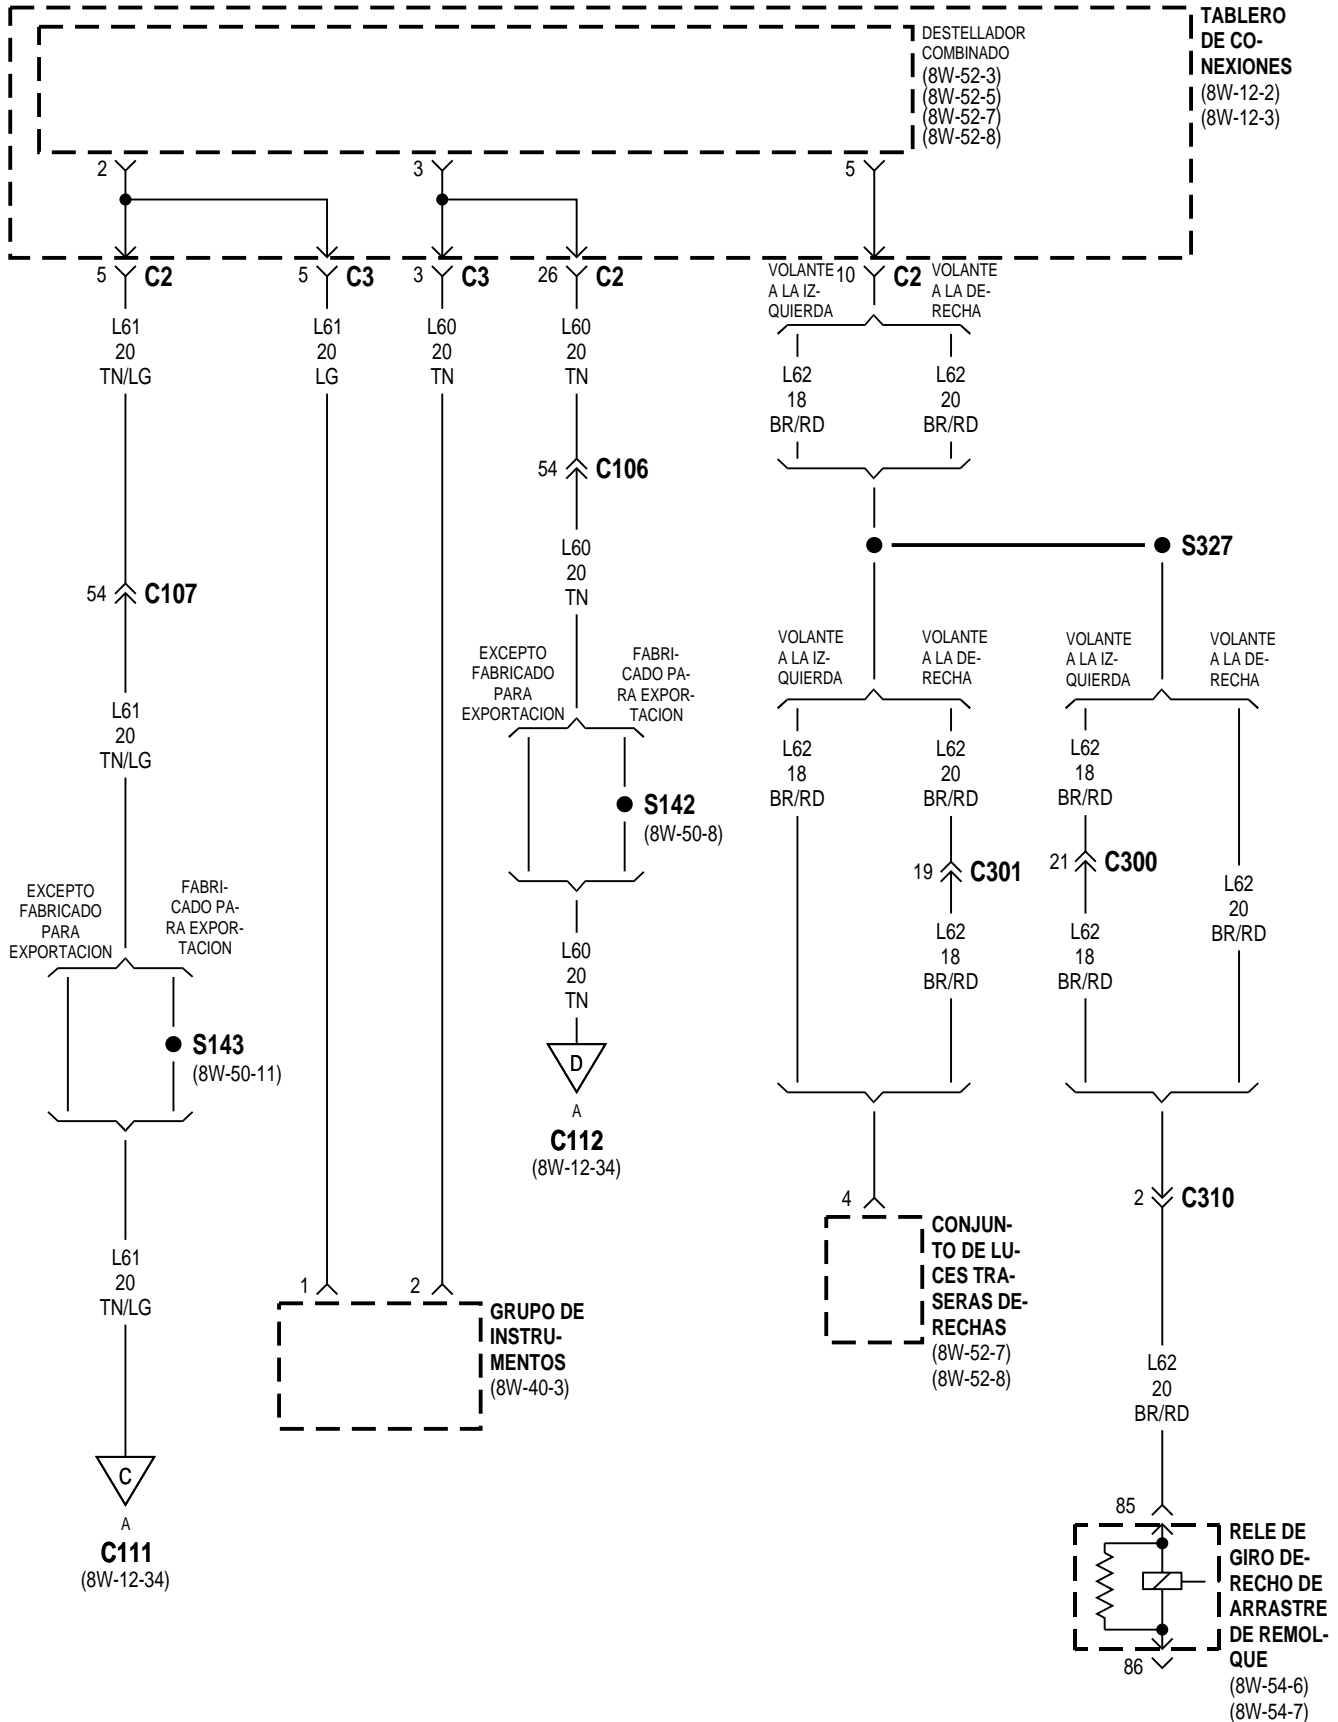 TABLERO
DE CO-
NEXIONES
(8W-12-2)
(8W-12-3)
DESTELLADOR
COMBINADO
(8W-52-3)
(8W-52-5)
(8W-52-7)
(8W-52-8)
2
3
5
5 C2
5 C3
3 C3
26 C2
10 C2
VOLANTE
A LA IZ-
QUIERDA
VOLANTE
A LA DE-
RECHA
L61
20
TN/LG
L61
20
LG
L60
20
TN
L60
20
TN
L62
18
BR/RD
L62
20
BR/RD
54 C106
L60
20
TN
S327
54 C107
L61
20
TN/LG
EXCEPTO
FABRICADO
PARA
EXPORTACION
FABRI-
CADO PA-
RA EXPOR-
TACION
S142
(8W-50-8)
VOLANTE
A LA IZ-
QUIERDA
VOLANTE
A LA DE-
RECHA
VOLANTE
A LA IZ-
QUIERDA
VOLANTE
A LA DE-
RECHA
L62
18
BR/RD
L62
20
BR/RD
L62
18
BR/RD
19 C301
21 C300
L62
18
BR/RD
L62
18
BR/RD
L62
20
BR/RD
EXCEPTO
FABRICADO
PARA
EXPORTACION
FABRI-
CADO PA-
RA EXPOR-
TACION
S143
(8W-50-11)
L60
20
TN
D
A
C112
(8W-12-34)
L61
20
TN/LG
C
A
C111
(8W-12-34)
1
2
GRUPO DE
INSTRU-
MENTOS
(8W-40-3)
4
CONJUN-
TO DE LU-
CES TRA-
SERAS DE-
RECHAS
(8W-52-7)
(8W-52-8)
2 C310
L62
20
BR/RD
85
86
RELE DE
GIRO DE-
RECHO DE
ARRASTRE
DE REMOL-
QUE
(8W-54-6)
(8W-54-7)